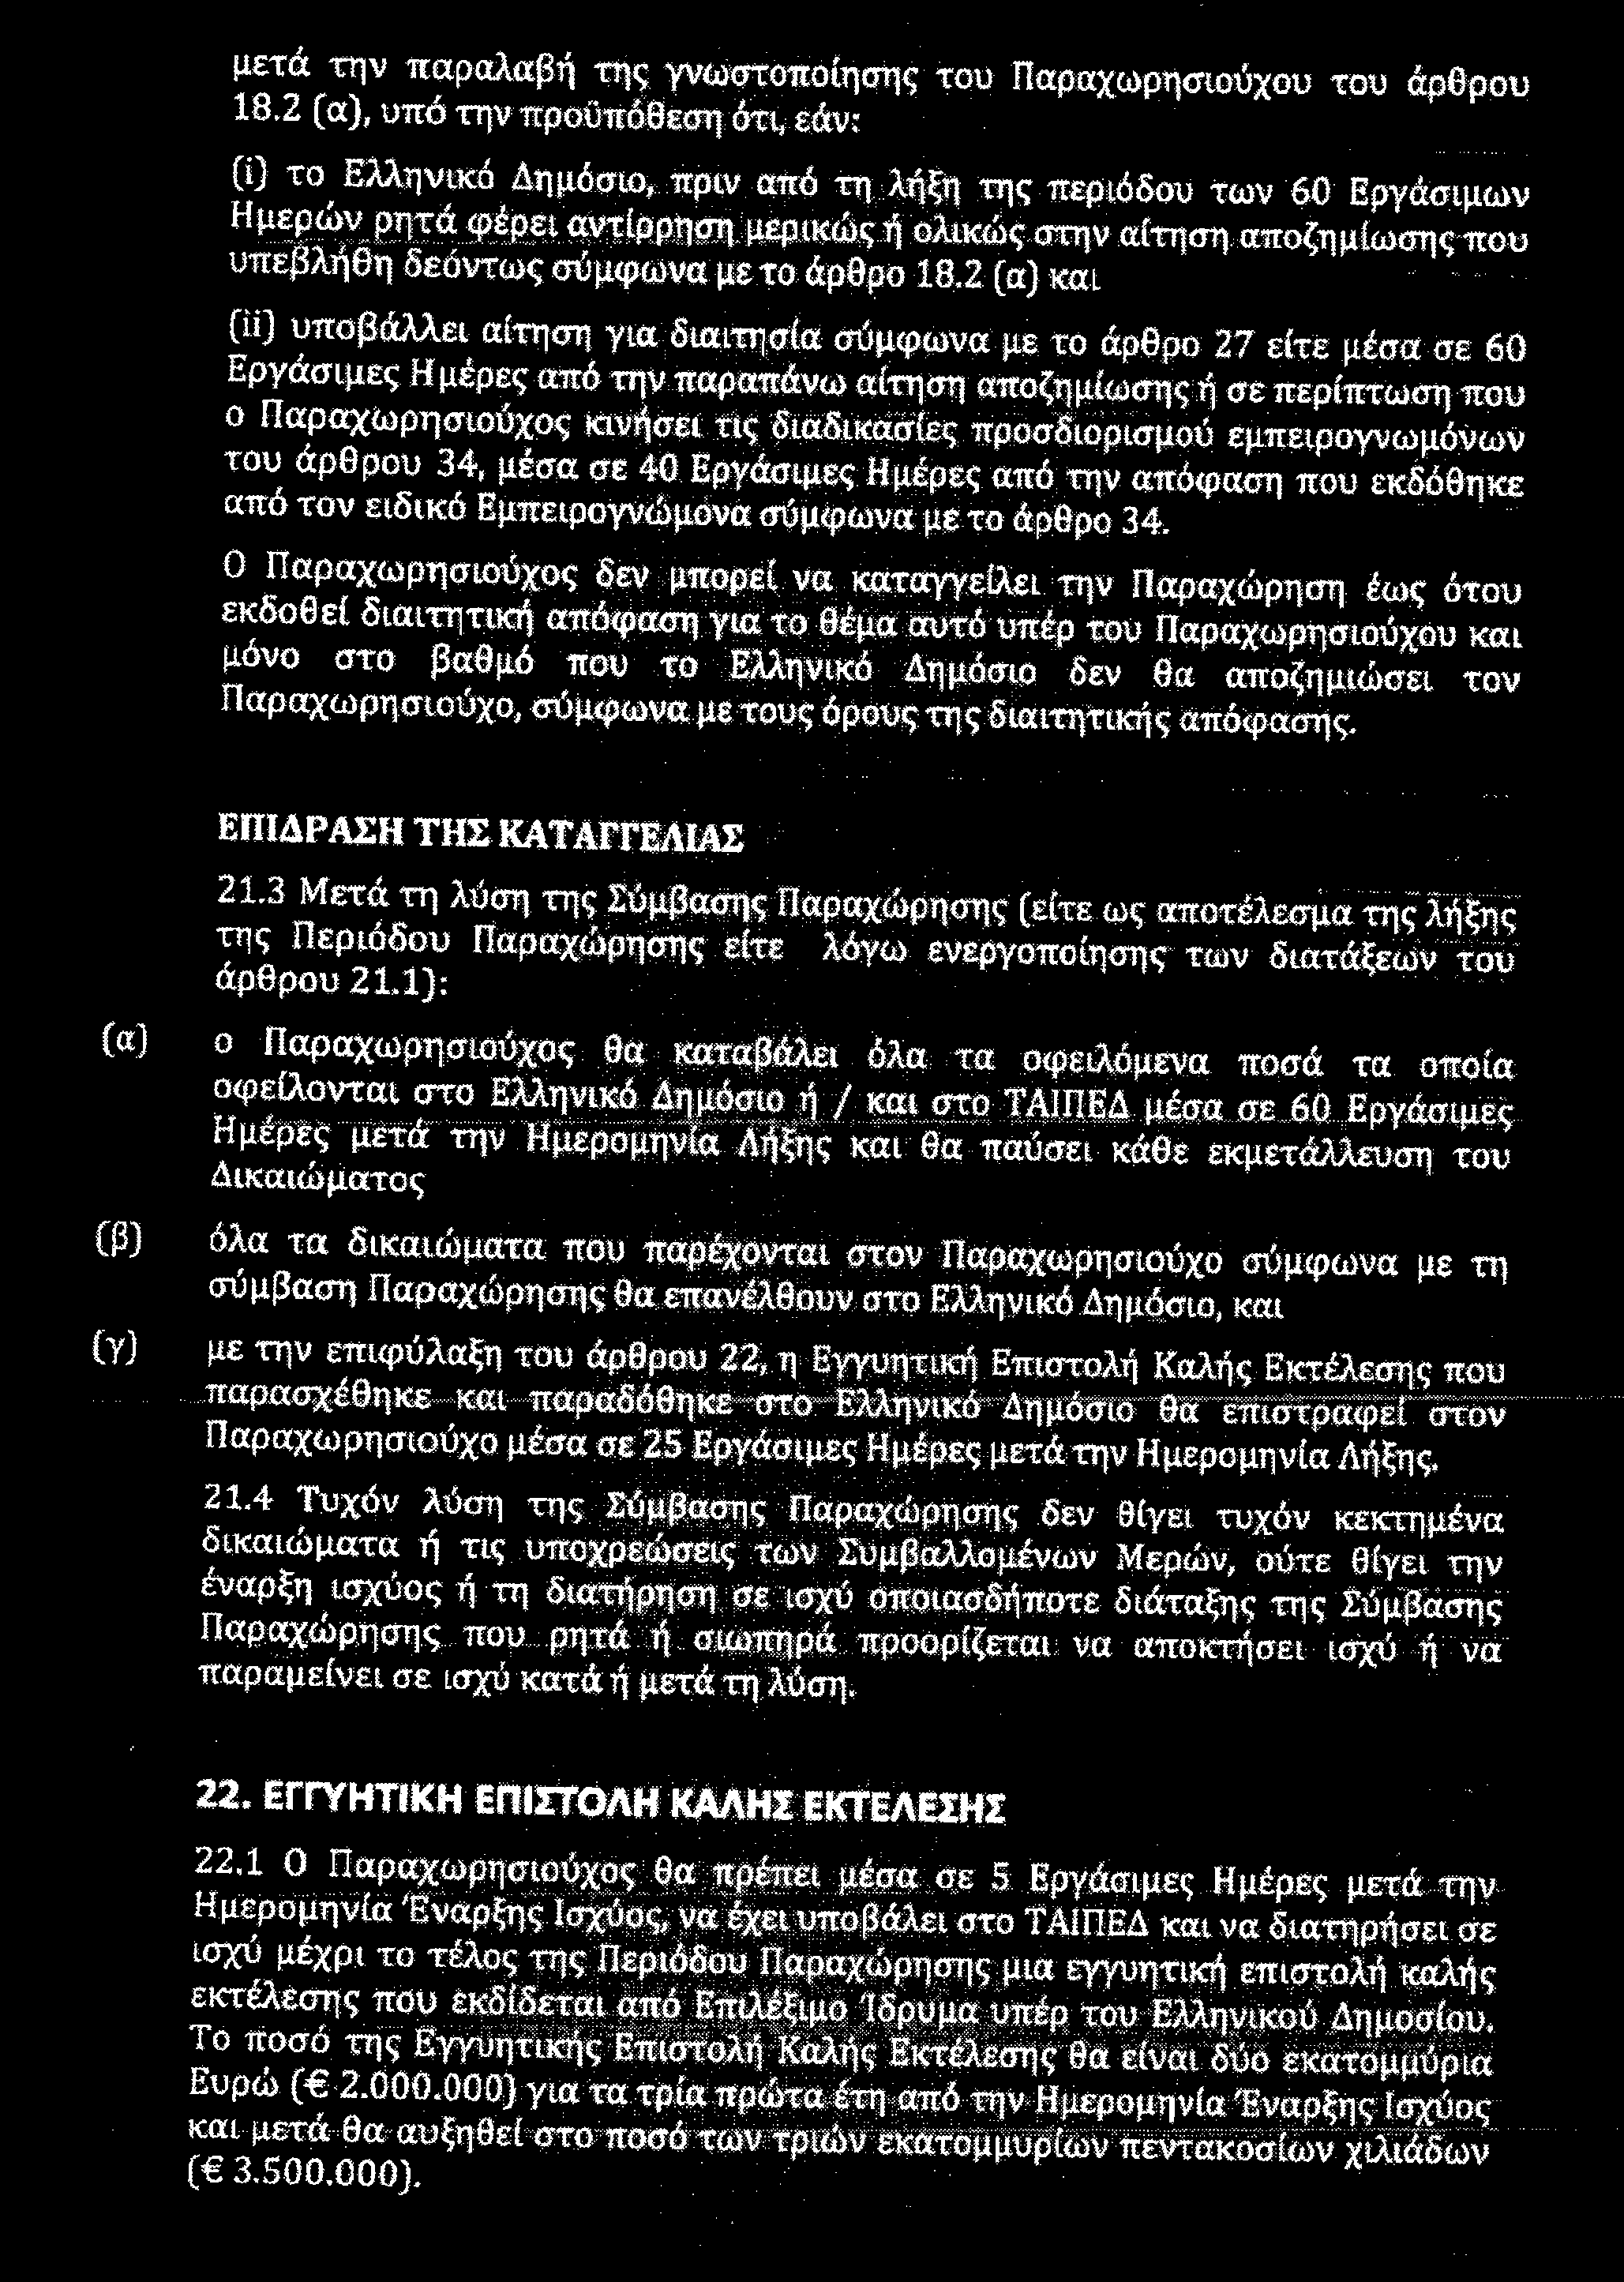 μετά την παραλαβή της γνωστοποίησης του Παραχωρησιούχου του άρθρου
18.2 (α), υπό την προϋπόθεση ότι, εάν:
(i) το Ελληνικό Δημόσιο, πριν από τη λήξη της περιόδου των 60 Εργάσιμων
Ημερών ρητά φέρει αντίρρηση μερικώς ή ολικώς στην αίτηση αποζημίωσης που
υπεβλήθη δεόντως σύμφωνα με το άρθρο 18.2 (α) και
(ii) υποβάλλει αίτηση για διαιτησία σύμφωνα με το άρθρο 27 είτε μέσα σε 60
Εργάσιμες Ημέρες από την παραπάνω αίτηση αποζημίωσης ή σε περίπτωση που
ο Παραχωρησιούχος κινήσει τις διαδικασίες προσδιορισμού εμπειρογνωμόνων
του άρθρου 34, μέσα σε 40 Εργάσιμες Ημέρες από την απόφαση που εκδόθηκε
από τον ειδικό Εμπειρογνώμονα σύμφωνα με το άρθρο 34.
Ο Παραχωρησιούχος δεν μπορεί να καταγγείλει την Παραχώρηση έως ότου
εκδοθεί διαιτητική απόφαση για το θέμα αυτό υπέρ του Παραχωρησιούχου και
μόνο στο βαθμό που το Ελληνικό Δημόσιο δεν θα αποζημιώσει τον
Παραχωρησιούχο, σύμφωνα με τους όρους της διαιτητικής απόφασης.
ΕΠΙΔΡΑΣΗ ΤΗΣ ΚΑΤΑΓΓΕΛΙΑΣ
21.3 Μετά τη λύση της Σύμβασης Παραχώρησης (είτε ως αποτέλεσμα της λήξης
της Περιόδου Παραχώρησης είτε λόγω ενεργοποίησης των διατάξεων του
άρθρου 21.1):
(α) ο Παραχωρησιούχος θα καταβάλει όλα τα οφειλόμενα ποσά τα οποία
οφείλονται στο Ελληνικό Δημόσιο ή / και στο ΤΑΙΠΕΔ μέσα σε 60 Εργάσιμες
Ημέρες μετά την Ημερομηνία Λήξης και θα παύσει κάθε εκμετάλλευση του
Δικαιώματος
(β) όλα τα δικαιώματα που παρέχονται στον Παραχωρησιούχο σύμφωνα με τη
σύμβαση Παραχώρησης θα επανέλθουν στο Ελληνικό Δημόσιο, και
(γ) με την επιφύλαξη του άρθρου 22, η Εγγυητική Επιστολή Καλής Εκτέλεσης που
παρασχέθηκε και παραδόθηκε στο Ελληνικό Δημόσιο θα επιστραφεί στον
Παραχωρησιούχο μέσα σε 25 Εργάσιμες Ημέρες μετά την Ημερομηνία Λήξης.
21.4 Τυχόν λύση της Σύμβασης Παραχώρησης δεν θίγει τυχόν κεκτημένα
δικαιώματα ή τις υποχρεώσεις των Συμβαλλομένων Μερών, ούτε θίγει την
έναρξη ισχύος ή τη διατήρηση σε ισχύ οποιασδήποτε διάταξης της Σύμβασης
Παραχώρησης που ρητά ή σιωπηρά προορίζεται να αποκτήσει ισχύ ή να
παραμείνει σε ισχύ κατά ή μετά τη λύση.
22. ΕΓΓΥΗΤΙΚΗ ΕΠΙΣΤΟΛΗ ΚΑΛΗΣ ΕΚΤΕΛΕΣΗΣ
22.1 Ο Παραχωρησιούχος θα πρέπει μέσα σε 5 Εργάσιμες Ημέρες μετά την
Ημερομηνία Έναρξης Ισχύος, να έχει υποβάλει στο ΤΑΙΠΕΔ και να διατηρήσει σε
ισχύ μέχρι το τέλος της Περιόδου Παραχώρησης μια εγγυητική επιστολή καλής
εκτέλεσης που εκδίδεται από Επιλέξιμο Ίδρυμα υπέρ του Ελληνικού Δημοσίου.
Το ποσό της Εγγυητικής Επιστολή Καλής Εκτέλεσης θα είναι δύο εκατομμύρια
Ευρώ (€ 2.000.000) για τα τρία πρώτα έτη από την Ημερομηνία Έναρξης Ισχύος
και μετά θα αυξηθεί στο ποσό των τριών εκατομμυρίων πεντακοσίων χιλιάδων
(€ 3.500.000).